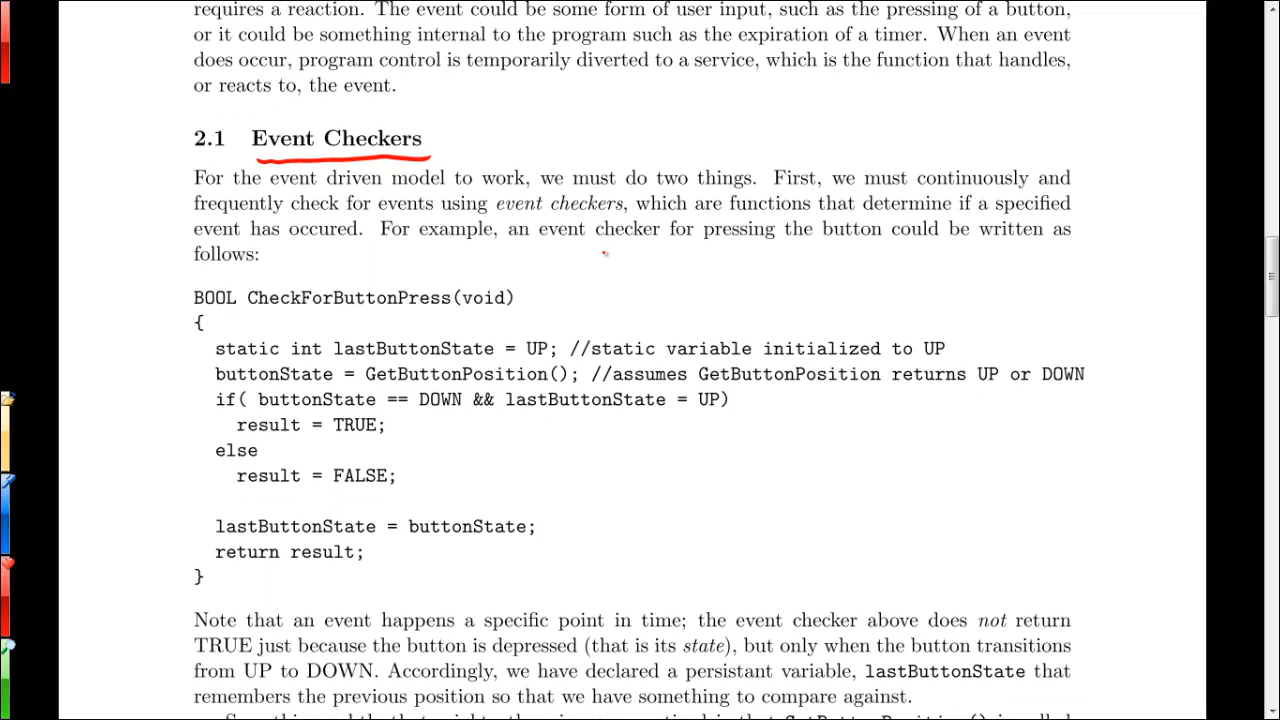 requires a reaction. The event could be some form of user input, such as the pressing of a button,
or it could be something internal to the program such as the expiration of a timer. When an event
does occur, program control is temporarily diverted to a service, which is the function that handles,
or reacts to, the event.
2.1 Event Checkers
For the event driven model to work, we must do two things. First, we must continuously and
frequently check for events using event checkers, which are functions that determine if a specified
event has occured. For example, an event checker for pressing the button could be written as
follows:
BOOL CheckForButtonPress(void)
{
static int lastButtonState = UP; //static variable initialized to UP
buttonState = GetButtonPosition(); //assumes GetButtonPosition returns UP or DOWN
if( buttonState == DOWN && lastButtonState = UP)
result = TRUE;
else
result = FALSE;
lastButtonState = buttonState;
return result;
}
Note that an event happens a specific point in time; the event checker above does not return
TRUE just because the button is depressed (that is its state), but only when the button transitions
from UP to DOWN. Accordingly, we have declared a persistant variable, lastButtonState that
remembers the previous position so that we have something to compare against.